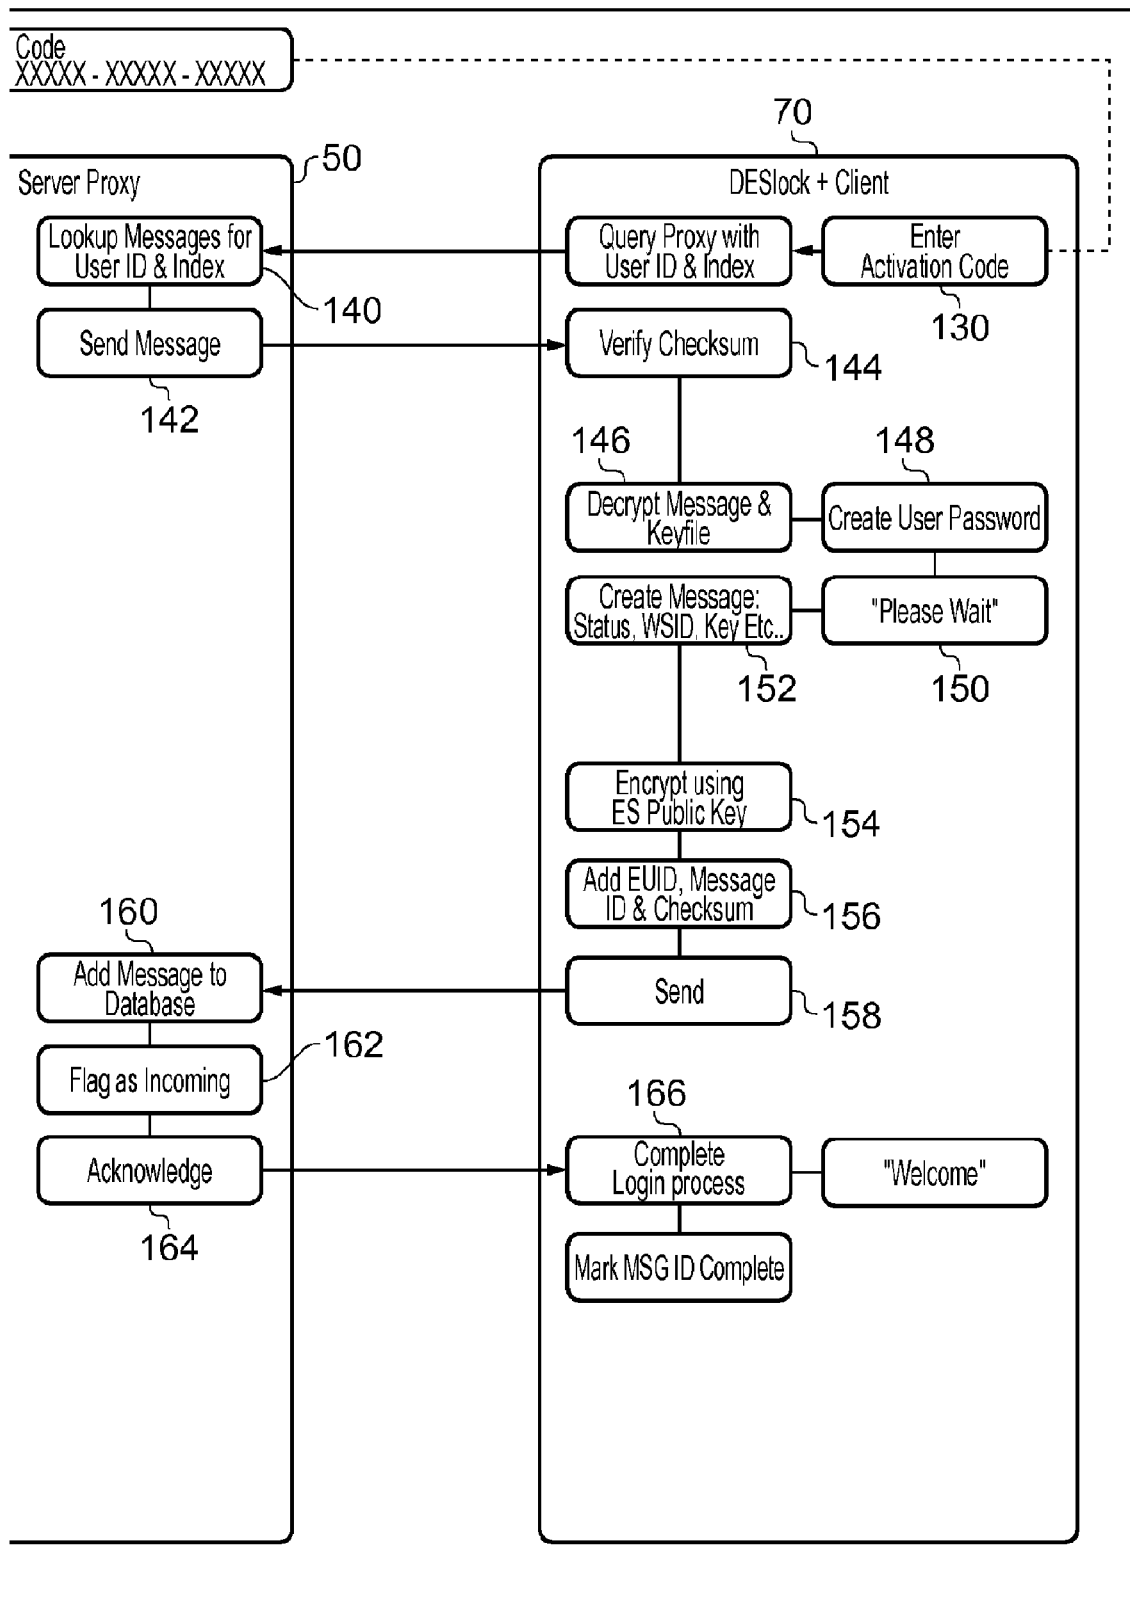 Code
XXXXX - XXXXX - XXXXX
70
50
Server Proxy
DESlock + Client
Lookup Messages for
User ID & Index
Query Proxy with
User ID & Index
Enter
Activation Code
140
130
Send Message
Verify Checksum
144
142
146
148
Decrypt Message &
Keyfile
Create User Password
Create Message:
Status, WSID, Key Etc..
"Please Wait"
152
150
Encrypt using
ES Public Key
154
Add EUID, Message
ID & Checksum
156
160
Add Message to
Database
Send
158
162
Flag as Incoming
166
Acknowledge
Complete
Login process
"Welcome"
164
Mark MSG ID Complete